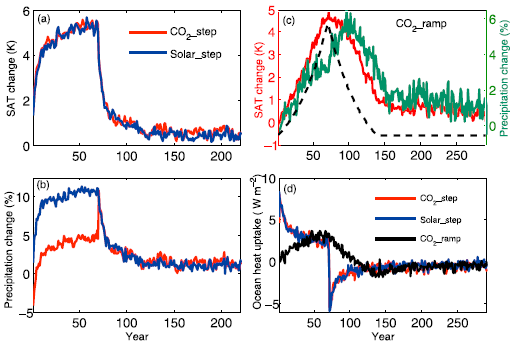 (a)
CO₂_step
Solar_step
SAT change (K)
6
4
2
0
50 100 150 200
Year
(b)
Precipitation change (%)
10
5
0
−5
50 100 150 200
Year
(c)
CO₂_ramp
SAT change (K)
5
4
3
2
1
0
−1
Precipitation change (%)
6
4
2
0
50 100 150 200 250
(d)
CO₂_step
Solar_step
CO₂_ramp
Ocean heat uptake ( W m⁻²)
5
0
−5
50 100 150 200 250
Year